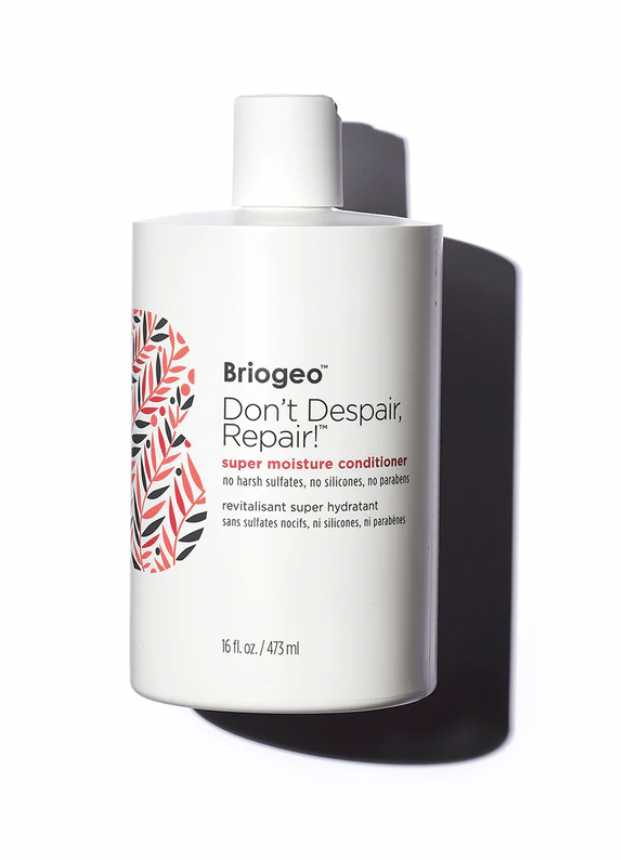 Briogeo™
Don't Despair,
Repair!™
super moisture conditioner
no harsh sulfates, no silicones, no parabens
revitalisant super hydratant
sans sulfates nocifs, ni silicones, ni parabènes
16 fl. oz. / 473 ml